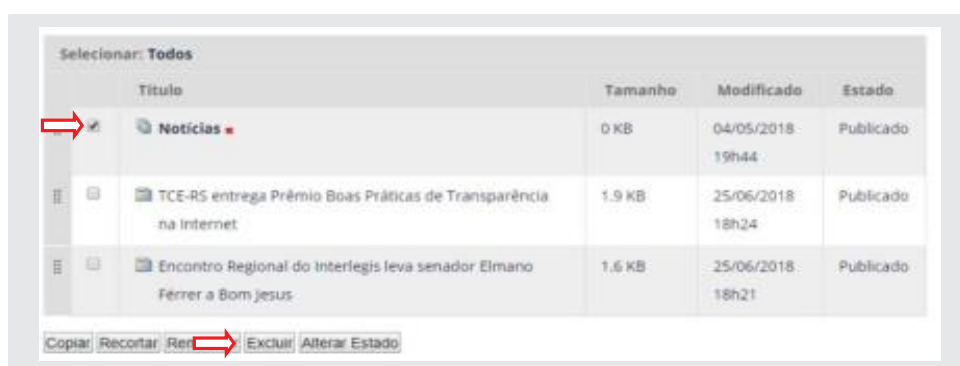 Selecionar: Todos
Título Tamanho Modificado Estado
Notícias 0 KB 04/05/2018 Publicado
19h44
TCE-RS entrega Prêmio Boas Práticas de Transparência 1.9 KB 25/06/2018 Publicado
na Internet 18h24
Encontro Regional do Interlegis leva senador Elmano 1.6 KB 25/06/2018 Publicado
Férrer a Bom Jesus 18h21
Copiar Recortar Excluir Alterar Estado